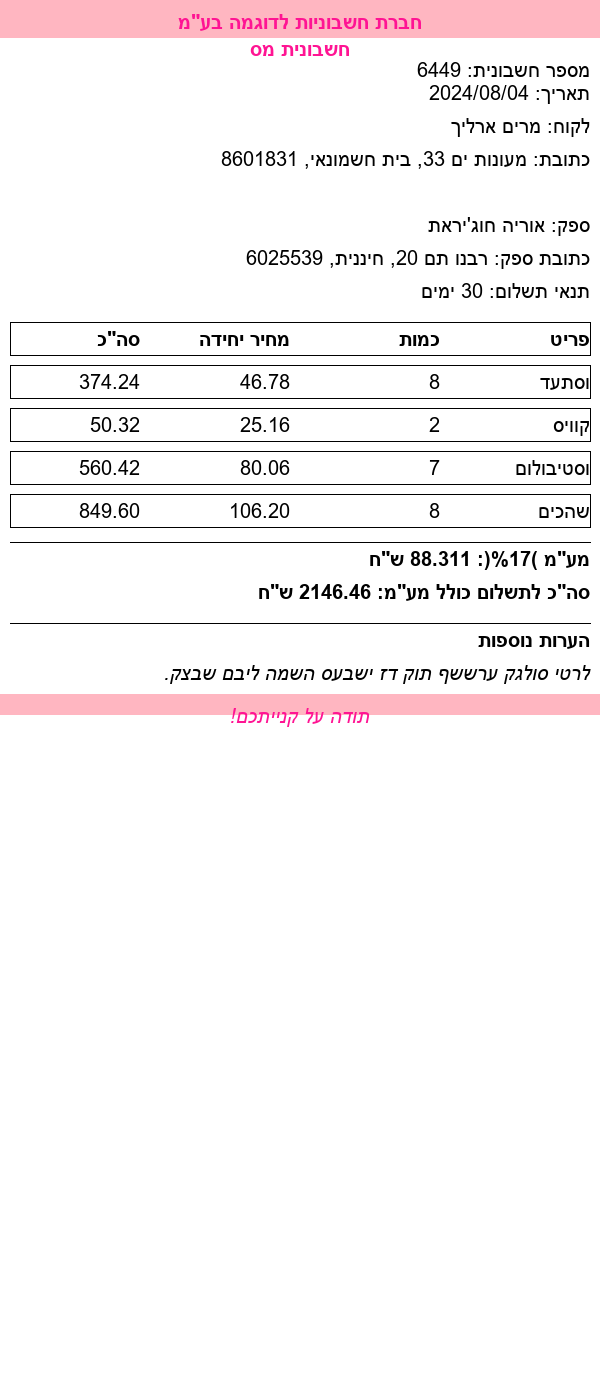 חברת חשבוניות לדוגמה בע"מ
חשבונית מס
מספר חשבונית: 6449
תאריך: 2024/08/04
לקוח: מרים ארליך
כתובת: מעונות ים 33, בית חשמונאי, 8601831
ספק: אוריה חוג'יראת
כתובת ספק: רבנו תם 20, חיננית, 6025539
תנאי תשלום: 30 ימים
פריט כמות מחיר יחידה סה"כ
וסתעד 8 46.78 374.24
קוויס 2 25.16 50.32
וסטיבולום 7 80.06 560.42
שהכים 8 106.20 849.60
מע"מ )17%(: 88.311 ש"ח
סה"כ לתשלום כולל מע"מ: 2146.46 ש"ח
הערות נוספות
לרטי סולגק ערששף תוק דז ישבעס השמה ליבם שבצק.
תודה על קנייתכם!